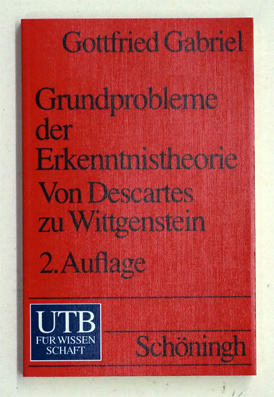 Gottfried Gabriel
Grundprobleme
der
Erkenntnistheorie
Von Descartes
zu Wittgenstein
2. Auflage
UTB
FÜR WISSEN
SCHAFT
Schöningh